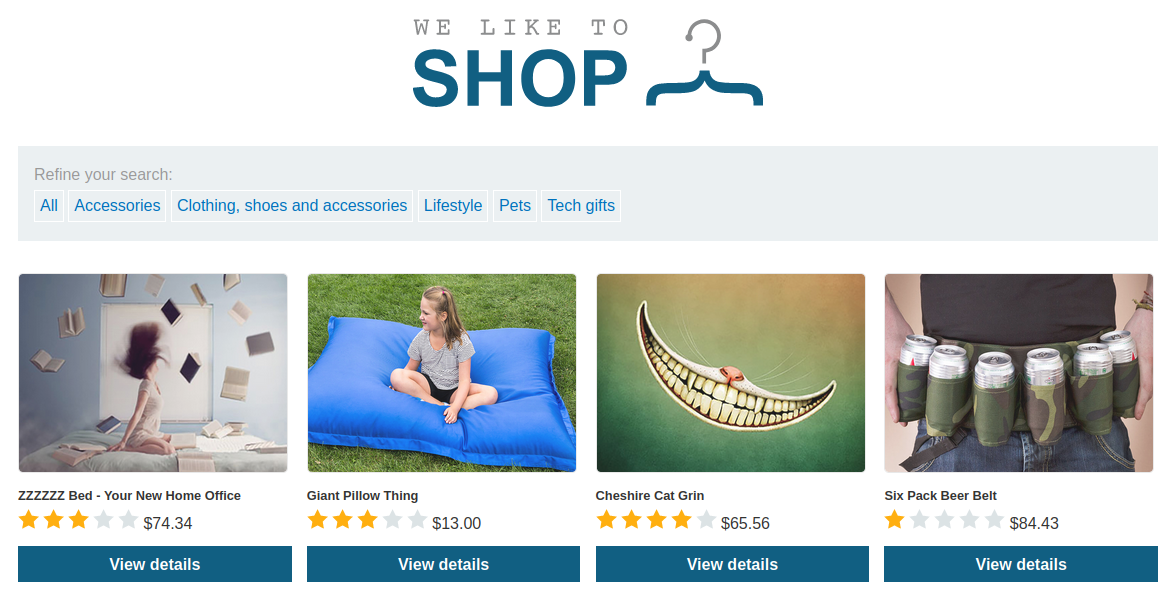 WE LIKE TO
SHOP
Refine your search:
All Accessories Clothing, shoes and accessories Lifestyle Pets Tech gifts
ZZZZZZ Bed - Your New Home Office
$74.34
View details
Giant Pillow Thing
$13.00
View details
Cheshire Cat Grin
$65.56
View details
Six Pack Beer Belt
$84.43
View details